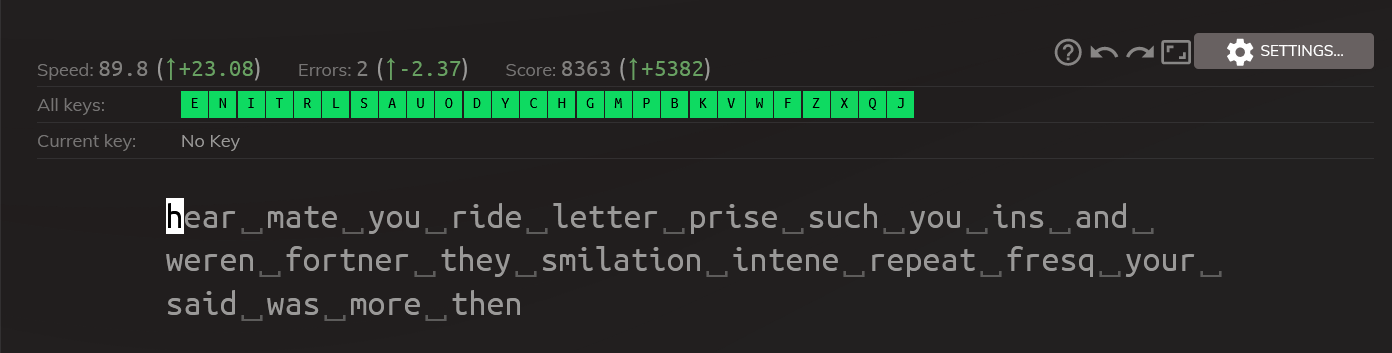 SETTINGS...
Speed: 89.8 (↑+23.08) Errors: 2 (↑-2.37) Score: 8363 (↑+5382)
All keys: E N I T R L S A U O D Y C H G M P B K V W F Z X Q J
Current key: No Key
hear␣mate␣you␣ride␣letter␣prise␣such␣you␣ins␣and␣
weren␣fortner␣they␣smilation␣intene␣repeat␣fresq␣your␣
said␣was␣more␣then